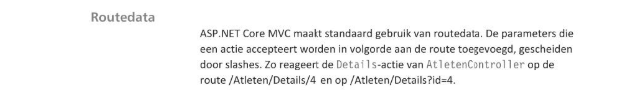 Routedata
ASP.NET Core MVC maakt standaard gebruik van routedata. De parameters die
een actie accepteert worden in volgorde aan de route toegevoegd, gescheiden
door slashes. Zo reageert de Details-actie van AtletenController op de
route /Atleten/Details/4 en op /Atleten/Details?id=4.